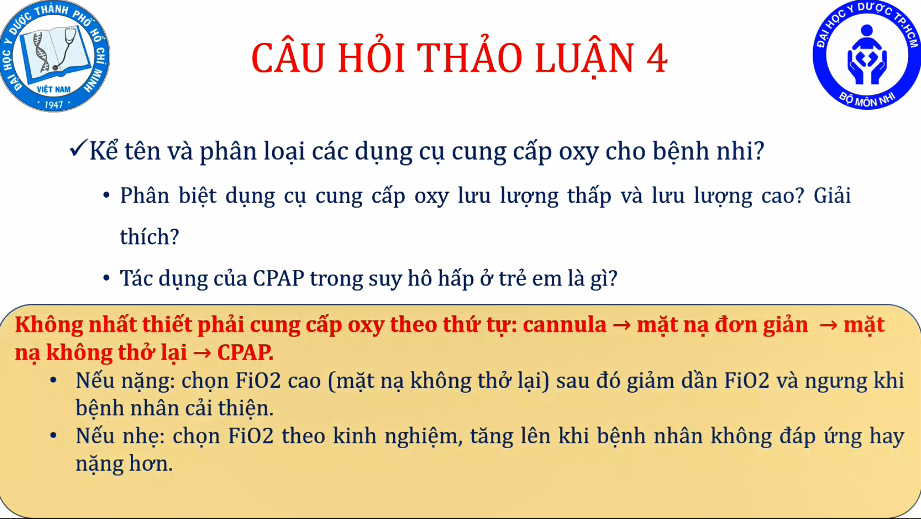 ĐẠI HỌC Y DƯỢC THÀNH PHỐ HỒ CHÍ MINH
VIỆT NAM
1947
ĐẠI HỌC Y DƯỢC TP.HCM
BỘ MÔN NHI
CÂU HỎI THẢO LUẬN 4
✓Kể tên và phân loại các dụng cụ cung cấp oxy cho bệnh nhi?
• Phân biệt dụng cụ cung cấp oxy lưu lượng thấp và lưu lượng cao? Giải
thích?
• Tác dụng của CPAP trong suy hô hấp ở trẻ em là gì?
Không nhất thiết phải cung cấp oxy theo thứ tự: cannula → mặt nạ đơn giản → mặt
nạ không thở lại → CPAP.
• Nếu nặng: chọn FiO2 cao (mặt nạ không thở lại) sau đó giảm dần FiO2 và ngưng khi
bệnh nhân cải thiện.
• Nếu nhẹ: chọn FiO2 theo kinh nghiệm, tăng lên khi bệnh nhân không đáp ứng hay
nặng hơn.